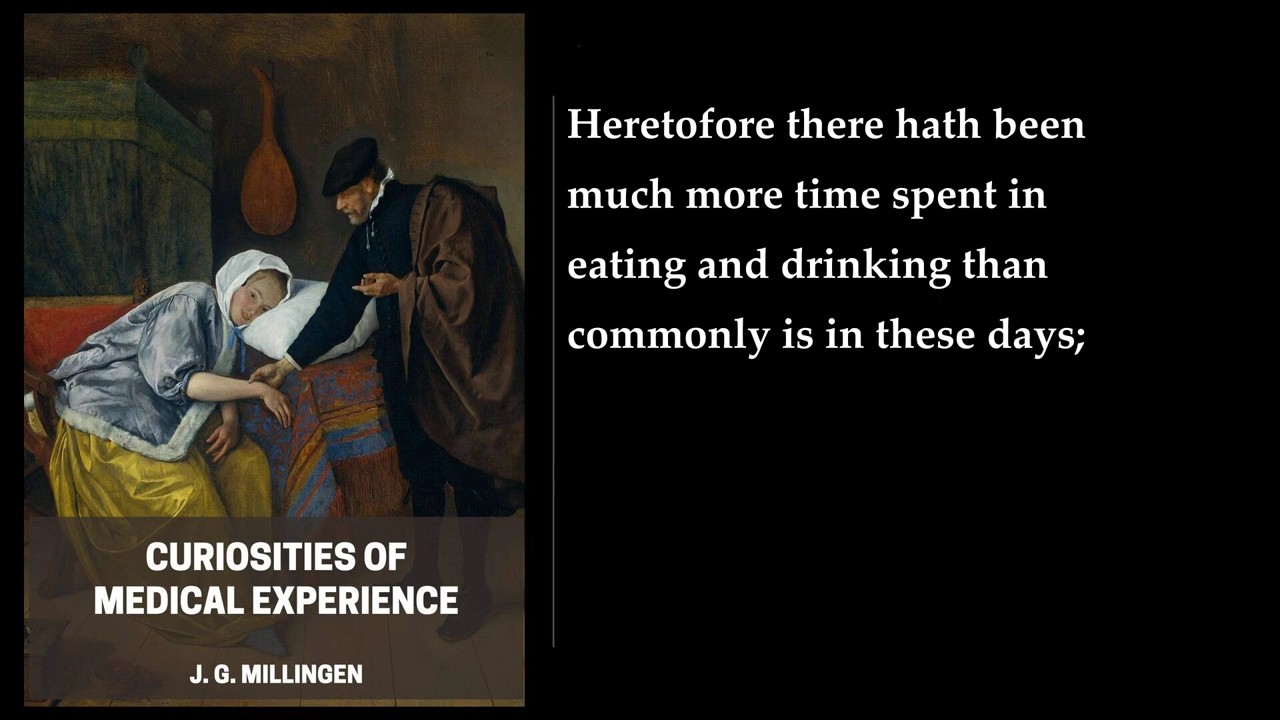 Heretofore there hath been
much more time spent in
eating and drinking than
commonly is in these days;
CURIOSITIES OF
MEDICAL EXPERIENCE
J. G. MILLINGEN